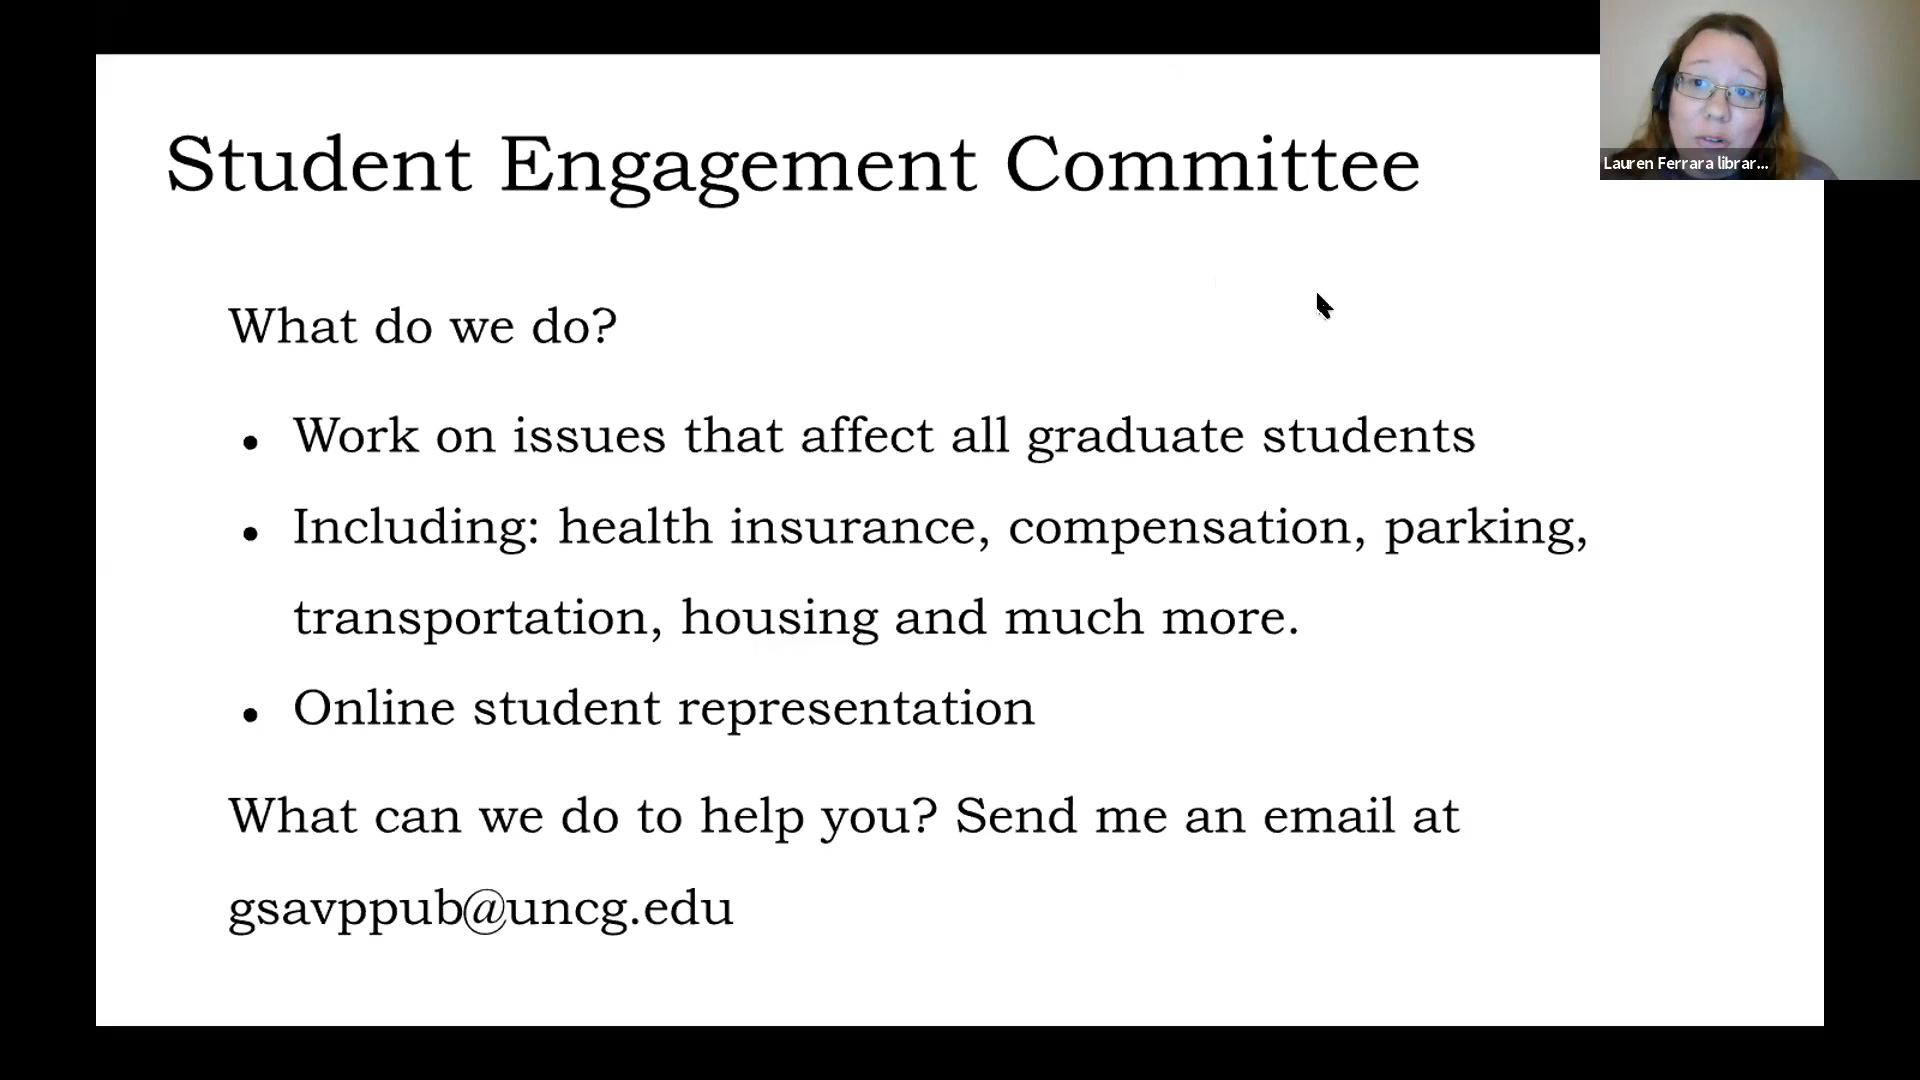 Student Engagement Committee
Lauren Ferrara librar...
What do we do?
● Work on issues that affect all graduate students
● Including: health insurance, compensation, parking,
transportation, housing and much more.
● Online student representation
What can we do to help you? Send me an email at
gsavppub@uncg.edu